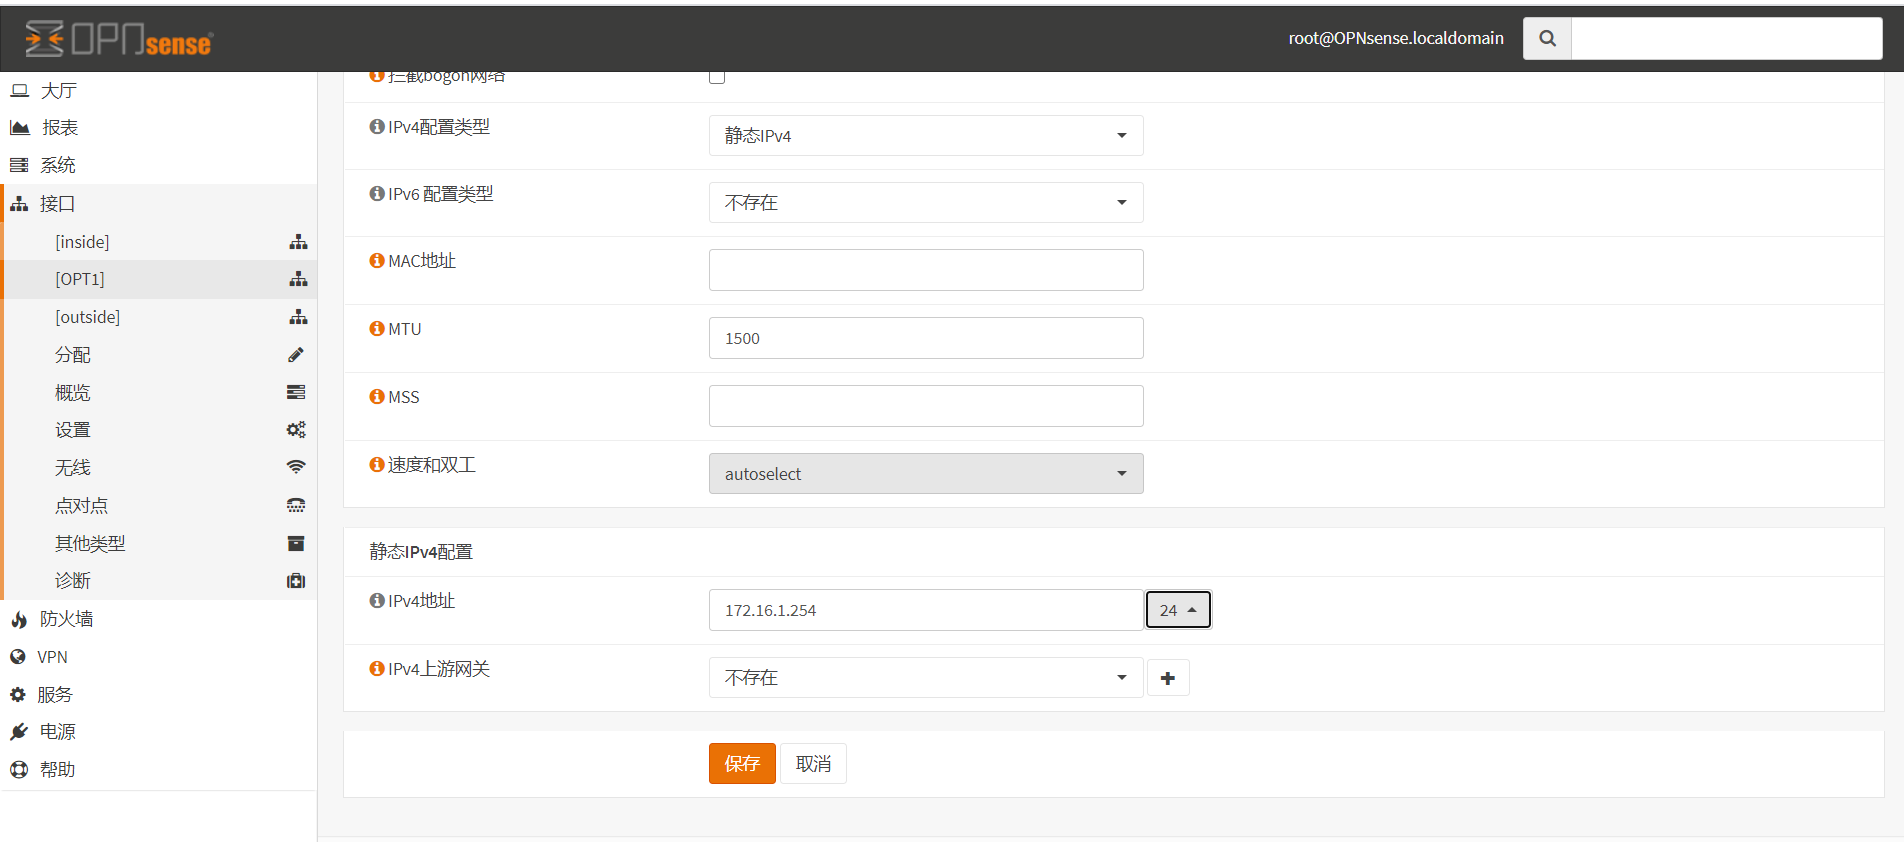 OPNsense
root@OPNsense.localdomain
大厅
报表
系统
接口
[inside]
[OPT1]
[outside]
分配
概览
设置
无线
点对点
其他类型
诊断
防火墙
VPN
服务
电源
帮助
拦截bogon网络
IPv4配置类型
静态IPv4
IPv6 配置类型
不存在
MAC地址
MTU
1500
MSS
速度和双工
autoselect
静态IPv4配置
IPv4地址
172.16.1.254
24
IPv4上游网关
不存在
保存 取消